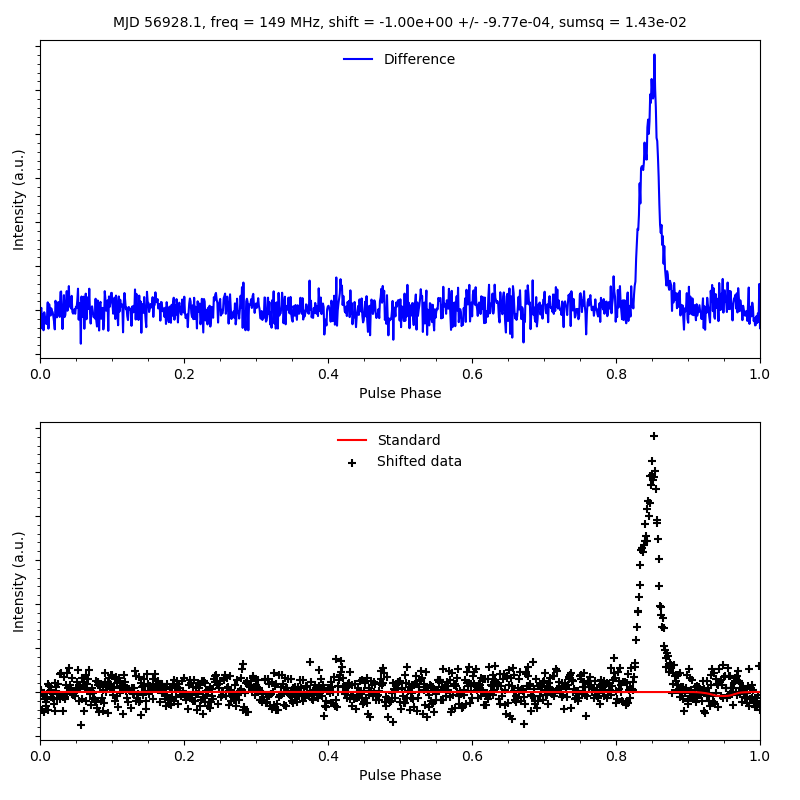 MJD 56928.1, freq = 149 MHz, shift = -1.00e+00 +/- -9.77e-04, sumsq = 1.43e-02
Difference
Intensity (a.u.)
0.0 0.2 0.4 0.6 0.8 1.0
Pulse Phase
Standard
Shifted data
Intensity (a.u.)
0.0 0.2 0.4 0.6 0.8 1.0
Pulse Phase